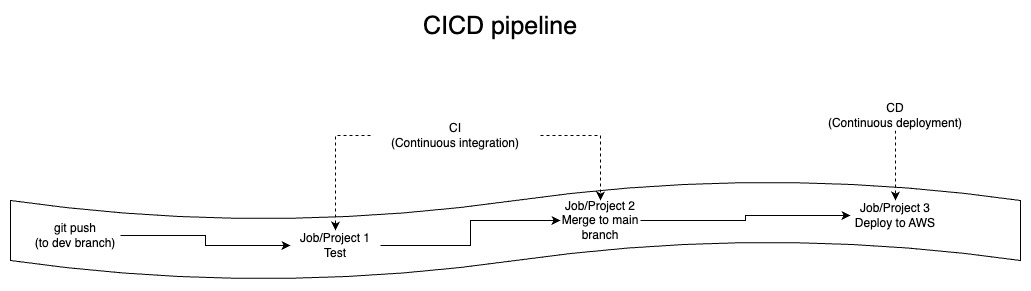 CICD pipeline
CD
(Continuous deployment)
CI
(Continuous integration)
git push
(to dev branch)
Job/Project 1
Test
Job/Project 2
Merge to main
branch
Job/Project 3
Deploy to AWS